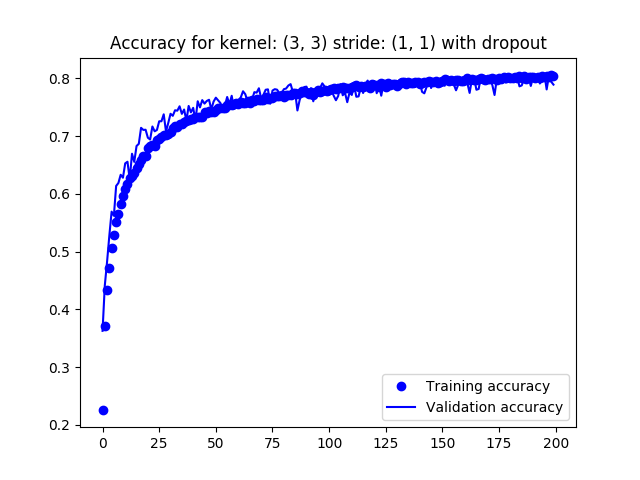 Accuracy for kernel: (3, 3) stride: (1, 1) with dropout
0.8
0.7
0.6
0.5
0.4
0.3
0.2
0 25 50 75 100 125 150 175 200
Training accuracy
Validation accuracy